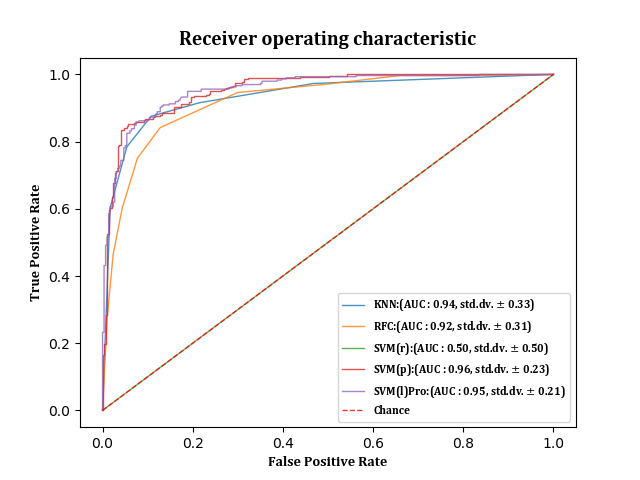 Receiver operating characteristic
True Positive Rate
1.0
0.8
0.6
0.4
0.2
0.0
KNN:(AUC : 0.94, std.dv. ± 0.33)
RFC:(AUC : 0.92, std.dv. ± 0.31)
SVM(r):(AUC : 0.50, std.dv. ± 0.50)
SVM(p):(AUC : 0.96, std.dv. ± 0.23)
SVM(l)Pro:(AUC : 0.95, std.dv. ± 0.21)
Chance
0.0 0.2 0.4 0.6 0.8 1.0
False Positive Rate